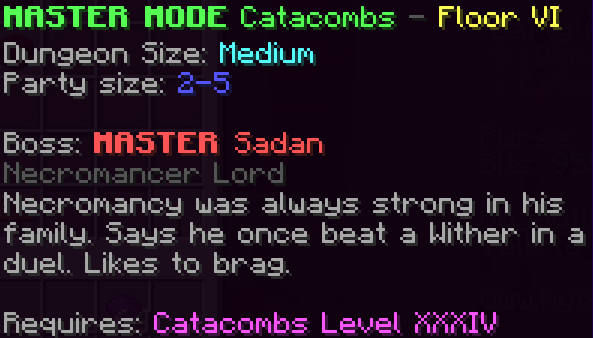 MASTER MODE Catacombs - Floor VI
Dungeon Size: Medium
Party size: 2-5
Boss: MASTER Sadan
Necromancer Lord
Necromancy was always strong in his
family. Says he once beat a Wither in a
duel. Likes to brag.
Requires: Catacombs Level XXXIV